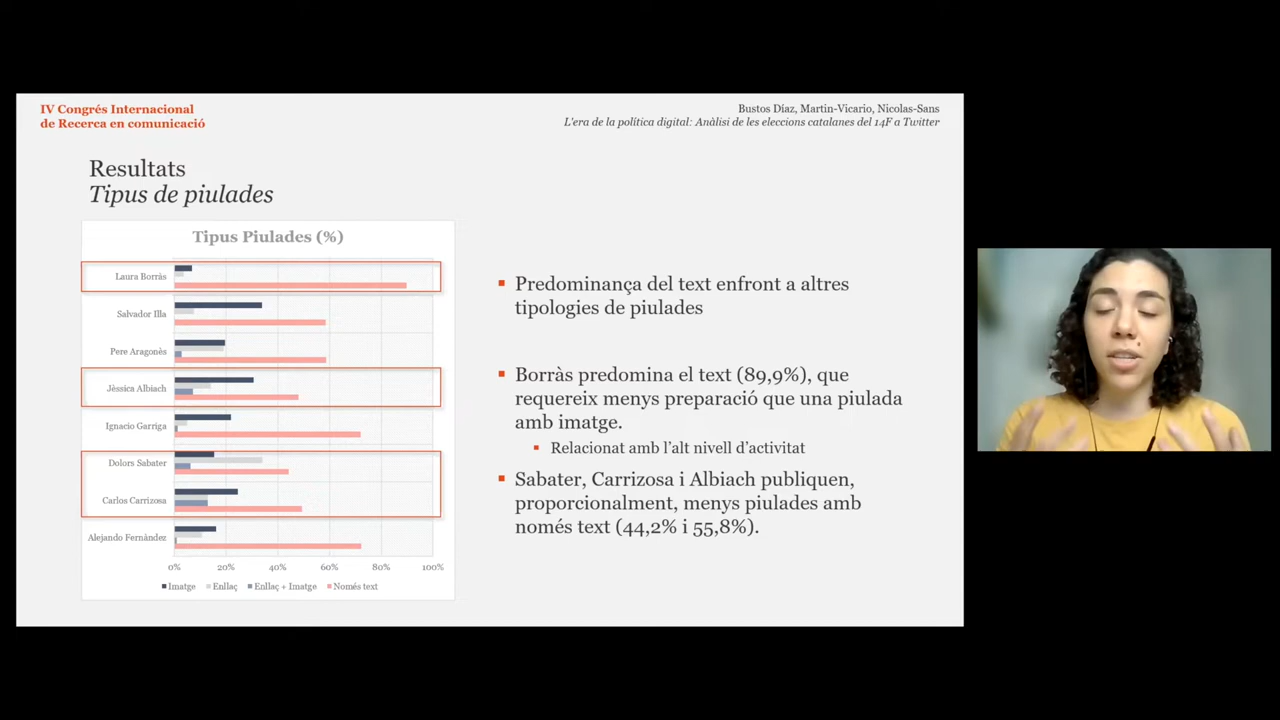 IV Congrés Internacional
de Recerca en comunicació
Bustos Díaz, Martin-Vicario, Nicolas-Sans
L'era de la política digital: Anàlisi de les eleccions catalanes del 14F a Twitter
Resultats
Tipus de piulades
Tipus Piulades (%)
Laura Borràs
Salvador Illa
Pere Aragonès
Jèssica Albiach
Ignacio Garriga
Dolors Sabater
Carlos Carrizosa
Alejando Fernàndez
0% 20% 40% 60% 80% 100%
Imatge Enllaç Enllaç + Imatge Només text
Predominança del text enfront a altres
tipologies de piulades
Borràs predomina el text (89,9%), que
requereix menys preparació que una piulada
amb imatge.
Relacionat amb l'alt nivell d'activitat
Sabater, Carrizosa i Albiach publiquen,
proporcionalment, menys piulades amb
només text (44,2% i 55,8%).